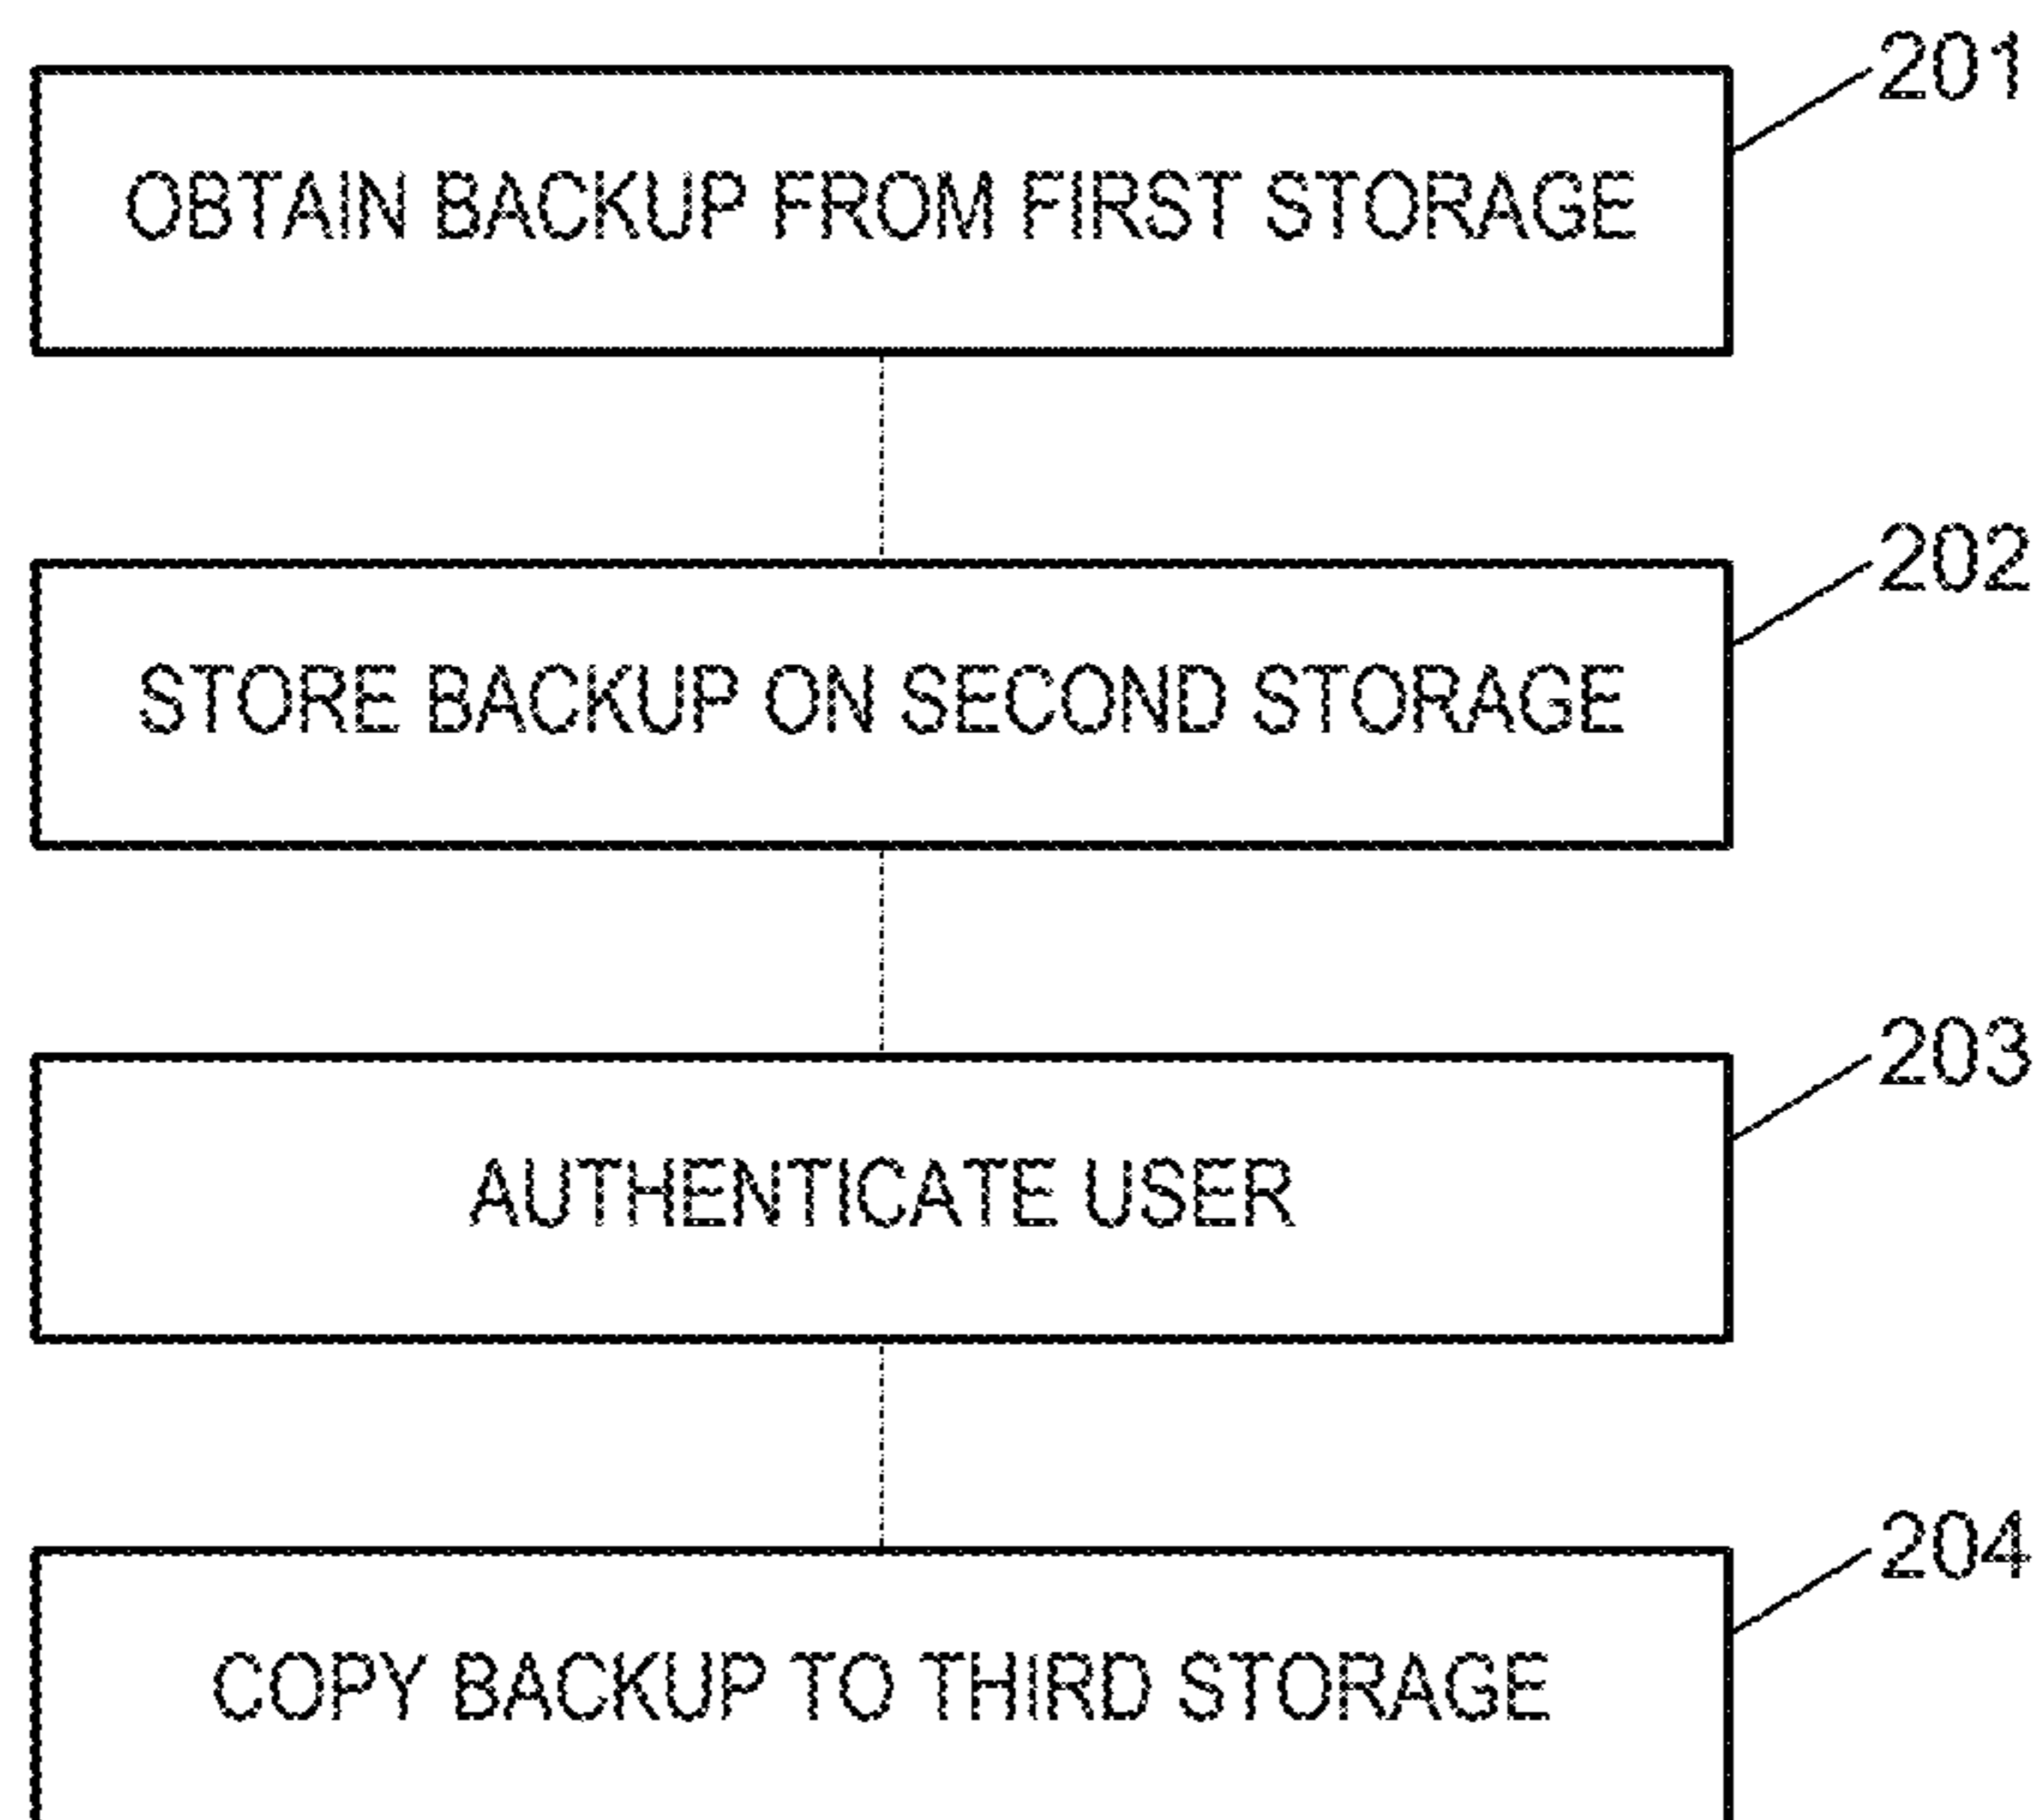 201
OBTAIN BACKUP FROM FIRST STORAGE
202
STORE BACKUP ON SECOND STORAGE
203
AUTHENTICATE USER
204
COPY BACKUP TO THIRD STORAGE